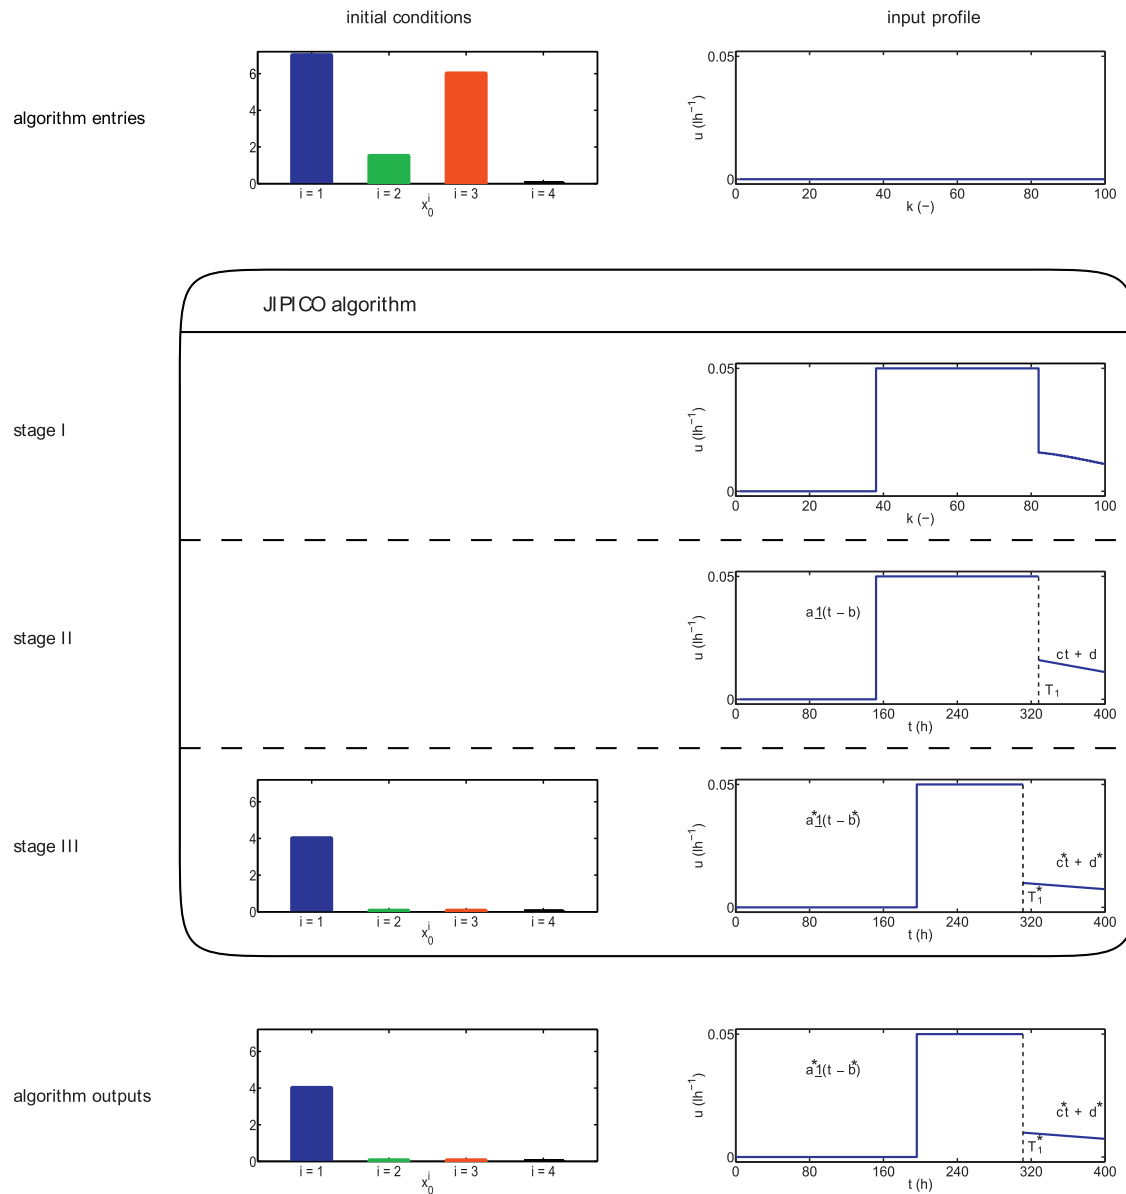 initial conditions
input profile
algorithm entries
6
4
2
0
i = 1
i = 2
i = 3
i = 4
x₀ⁱ
0.05
0
u (lh⁻¹)
0
20
40
60
80
100
k (−)
JIPICO algorithm
stage I
0.05
0
u (lh⁻¹)
0
20
40
60
80
100
k (−)
stage II
0.05
0
u (lh⁻¹)
a1(t − b)
ct + d
T₁
0
80
160
240
320
400
t (h)
stage III
6
4
2
0
i = 1
i = 2
i = 3
i = 4
x₀ⁱ
0.05
0
u (lh⁻¹)
a*1(t − b*)
c*t + d*
T₁*
0
80
160
240
320
400
t (h)
algorithm outputs
6
4
2
0
i = 1
i = 2
i = 3
i = 4
x₀ⁱ
0.05
0
u (lh⁻¹)
a*1(t − b*)
c*t + d*
T₁*
0
80
160
240
320
400
t (h)